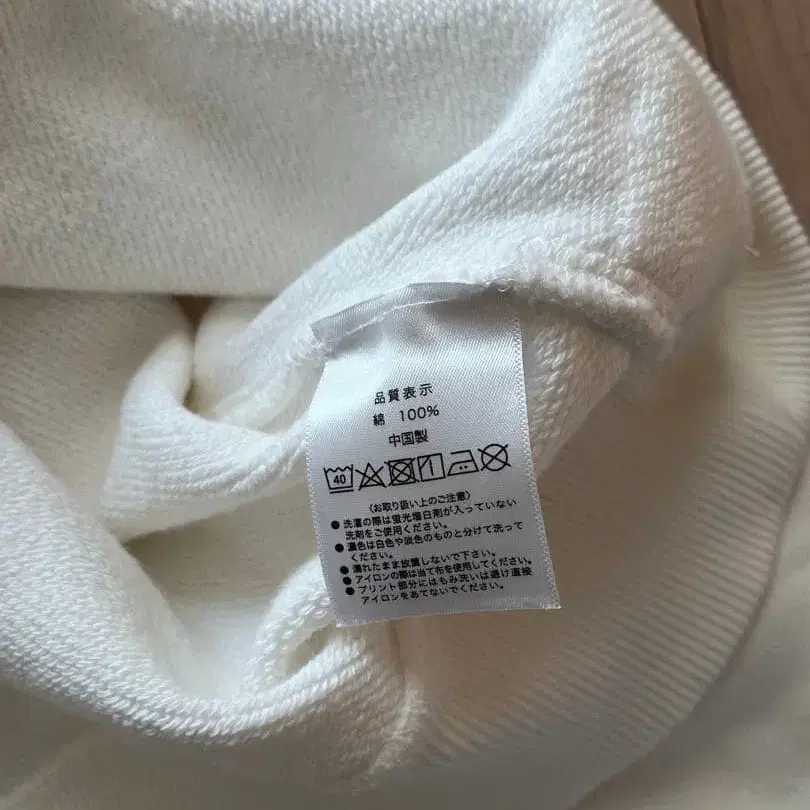 品質表示
綿 100%
中国製
40
〈お取り扱い上のご注意〉
●洗濯の際は蛍光増白剤が入っていない
洗剤をご使用ください。
●濃色は白色や淡色のものと分けて洗って
ください。
●濡れたまま放置しないで下さい。
●アイロンの際は当て布を使用してください。
●プリント部分にはもみ洗いは避け直接
アイロンをあてないでください。